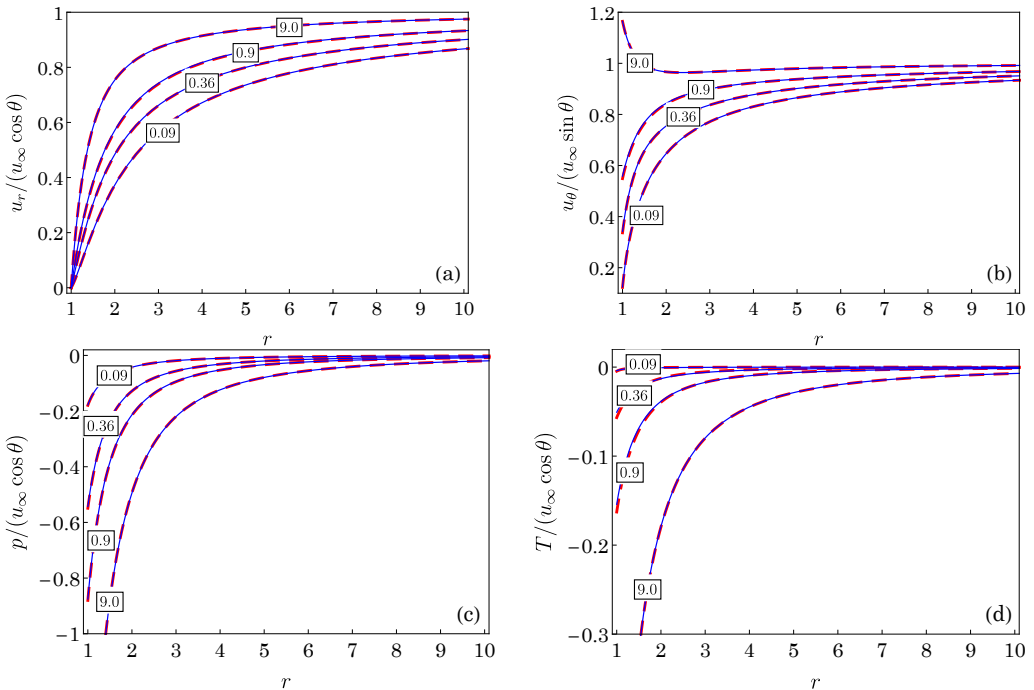 u_r/(u_∞ cos θ)
1
0.8
0.6
0.4
0.2
0
9.0
0.9
0.36
0.09
(a)
1 2 3 4 5 6 7 8 9 10
r
u_θ/(u_∞ sin θ)
1.2
1
0.8
0.6
0.4
0.2
9.0
0.9
0.36
0.09
(b)
1 2 3 4 5 6 7 8 9 10
r
p/(u_∞ cos θ)
0
−0.2
−0.4
−0.6
−0.8
−1
0.09
0.36
0.9
9.0
(c)
1 2 3 4 5 6 7 8 9 10
r
T/(u_∞ cos θ)
0
−0.1
−0.2
−0.3
0.09
0.36
0.9
9.0
(d)
1 2 3 4 5 6 7 8 9 10
r